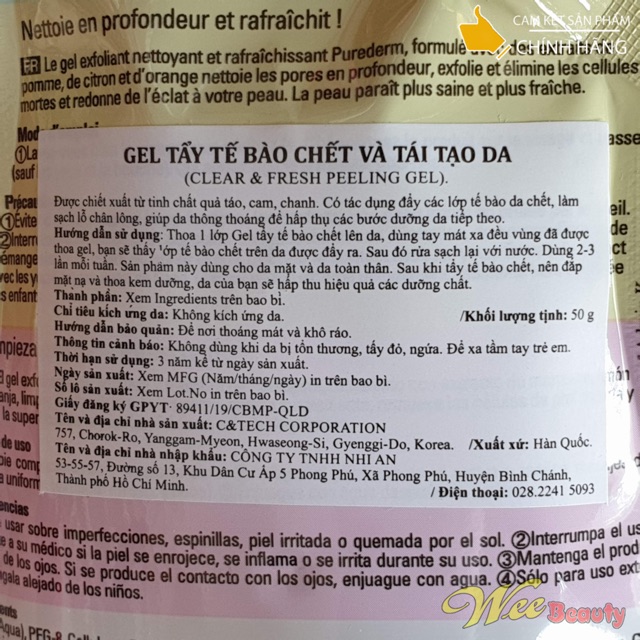 Nettoie en profondeur et rafraîchit !
CAM KẾT SẢN PHẨM
CHÍNH HÃNG
FR Le gel exfoliant nettoyant et rafraîchissant Purederm, formulé
pomme, de citron et d'orange nettoie les pores en profondeur, exfolie et élimine les cellules
mortes et redonne de l'éclat à votre peau. La peau paraît plus saine et plus fraîche.
GEL TẨY TẾ BÀO CHẾT VÀ TÁI TẠO DA
(CLEAR & FRESH PEELING GEL).
Được chiết xuất từ tinh chất quả táo, cam, chanh. Có tác dụng đẩy các lớp tế bào da chết, làm
sạch lỗ chân lông, giúp da thông thoáng để hấp thụ các bước dưỡng da tiếp theo.
Hướng dẫn sử dụng: Thoa 1 lớp Gel tẩy tế bào chết lên da, dùng tay mát xa đều vùng đã được
thoa gel, bạn sẽ thấy lớp tế bào chết trên da được đẩy ra. Sau đó rửa sạch lại với nước. Dùng 2-3
lần mỗi tuần. Sản phẩm này dùng cho da mặt và da toàn thân. Sau khi tẩy tế bào chết, nên đắp
mặt nạ và thoa kem dưỡng, da của bạn sẽ hấp thu hiệu quả các dưỡng chất.
Thành phần: Xem Ingredients trên bao bì.
Chỉ tiêu kích ứng da: Không kích ứng da. /Khối lượng tịnh: 50 g
Hướng dẫn bảo quản: Để nơi thoáng mát và khô ráo.
Thông tin cảnh báo: Không dùng khi da bị tổn thương, tấy đỏ, ngứa. Để xa tầm tay trẻ em.
Thời hạn sử dụng: 3 năm kể từ ngày sản xuất.
Ngày sản xuất: Xem MFG (Năm/tháng/ngày) in trên bao bì.
Số lô sản xuất: Xem Lot.No in trên bao bì.
Giấy đăng ký GPYT: 89411/19/CBMP-QLD
Tên và địa chỉ nhà sản xuất: C&TECH CORPORATION
757, Chorok-Ro, Yanggam-Myeon, Hwaseong-Si, Gyenggi-Do, Korea. /Xuất xứ: Hàn Quốc.
Tên và địa chỉ nhà nhập khẩu: CÔNG TY TNHH NHI AN
53-55-57, Đường số 13, Khu Dân Cư Ấp 5 Phong Phú, Xã Phong Phú, Huyện Bình Chánh,
Thành phố Hồ Chí Minh. / Điện thoại: 028.2241 5093
usar sobre imperfecciones, espinillas, piel irritada o quemada por el sol. ②Interrumpa el us
a su médico si la piel se enrojece, se inflama o se irrita durante su uso. ③Mantenga el prod
de los ojos. Si se produce el contacto con los ojos, enjuague con agua. ④Sólo para uso ext
gala alejado de los niños.
Wee Beauty